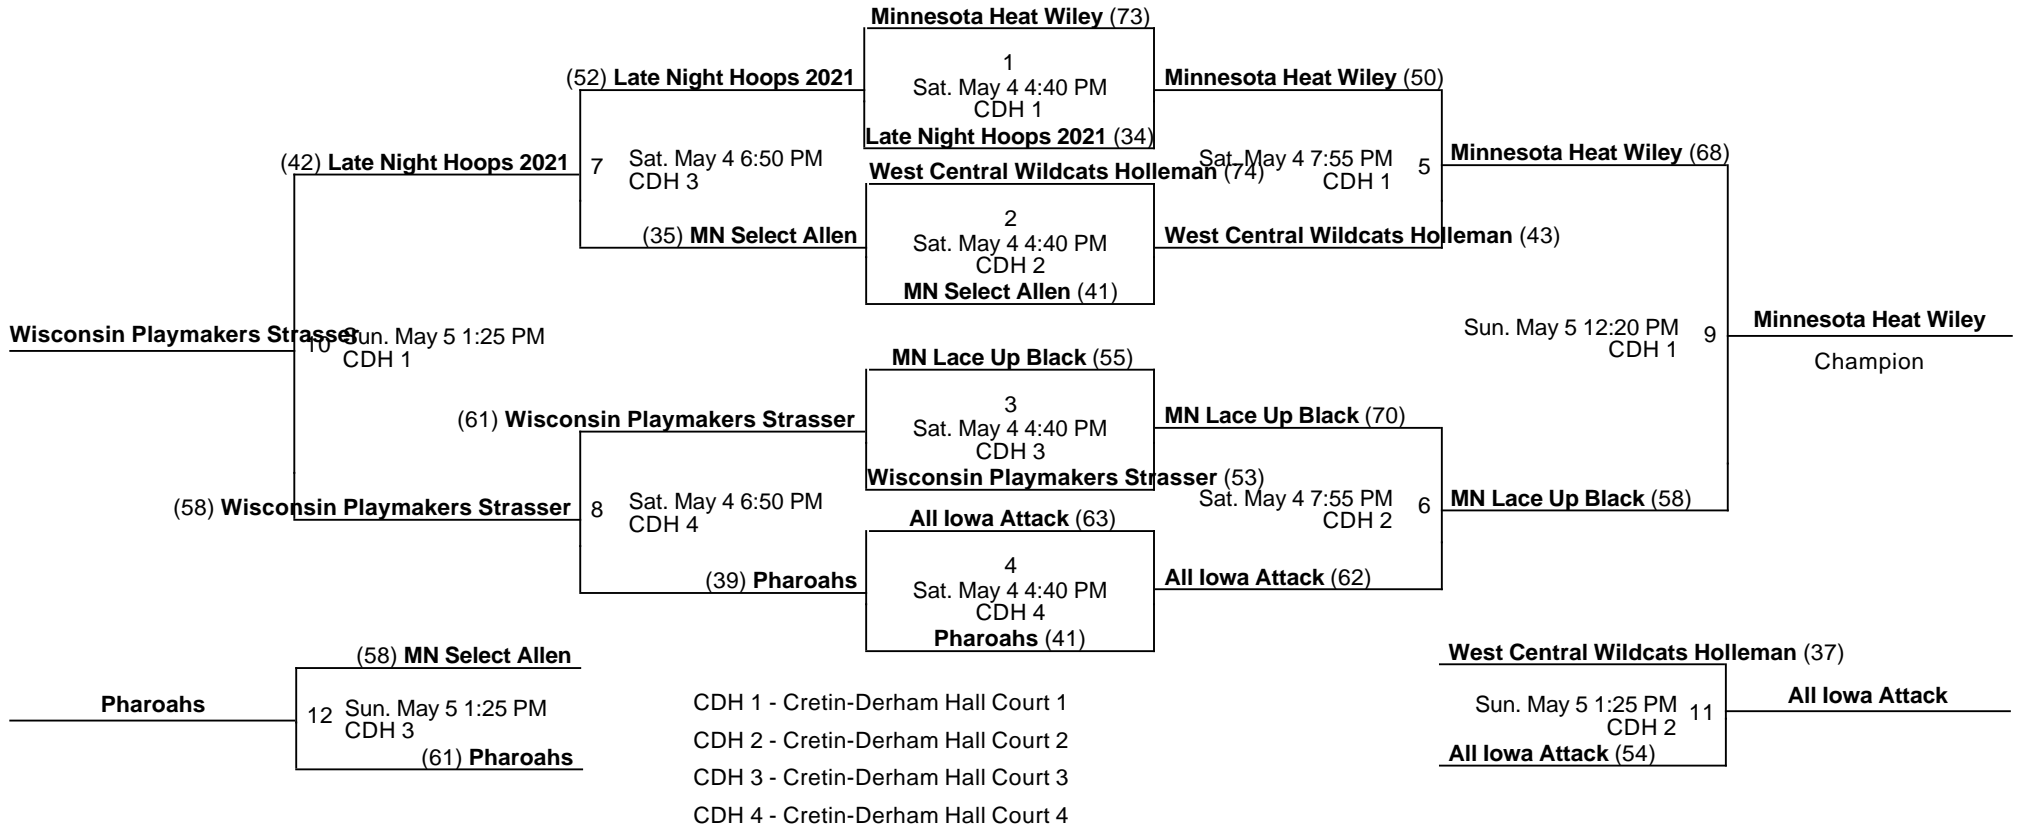 Minnesota Heat Wiley (73)
1
Sat. May 4 4:40 PM
CDH 1
Late Night Hoops 2021 (34)
West Central Wildcats Holleman (74)
2
Sat. May 4 4:40 PM
CDH 2
MN Select Allen (41)
MN Lace Up Black (55)
3
Sat. May 4 4:40 PM
CDH 3
Wisconsin Playmakers Strasser (53)
All Iowa Attack (63)
4
Sat. May 4 4:40 PM
CDH 4
Pharoahs (41)
Minnesota Heat Wiley (50)
Sat. May 4 7:55 PM
CDH 1
5
West Central Wildcats Holleman (43)
MN Lace Up Black (70)
Sat. May 4 7:55 PM
CDH 2
6
All Iowa Attack (62)
Minnesota Heat Wiley (68)
Sun. May 5 12:20 PM
CDH 1
9
MN Lace Up Black (58)
Minnesota Heat Wiley
Champion
(52) Late Night Hoops 2021
7
Sat. May 4 6:50 PM
CDH 3
(35) MN Select Allen
(61) Wisconsin Playmakers Strasser
8
Sat. May 4 6:50 PM
CDH 4
(39) Pharoahs
(42) Late Night Hoops 2021
10
Sun. May 5 1:25 PM
CDH 1
(58) Wisconsin Playmakers Strasser
Wisconsin Playmakers Strasser
(58) MN Select Allen
12
Sun. May 5 1:25 PM
CDH 3
(61) Pharoahs
Pharoahs
CDH 1 - Cretin-Derham Hall Court 1
CDH 2 - Cretin-Derham Hall Court 2
CDH 3 - Cretin-Derham Hall Court 3
CDH 4 - Cretin-Derham Hall Court 4
West Central Wildcats Holleman (37)
Sun. May 5 1:25 PM
CDH 2
11
All Iowa Attack (54)
All Iowa Attack